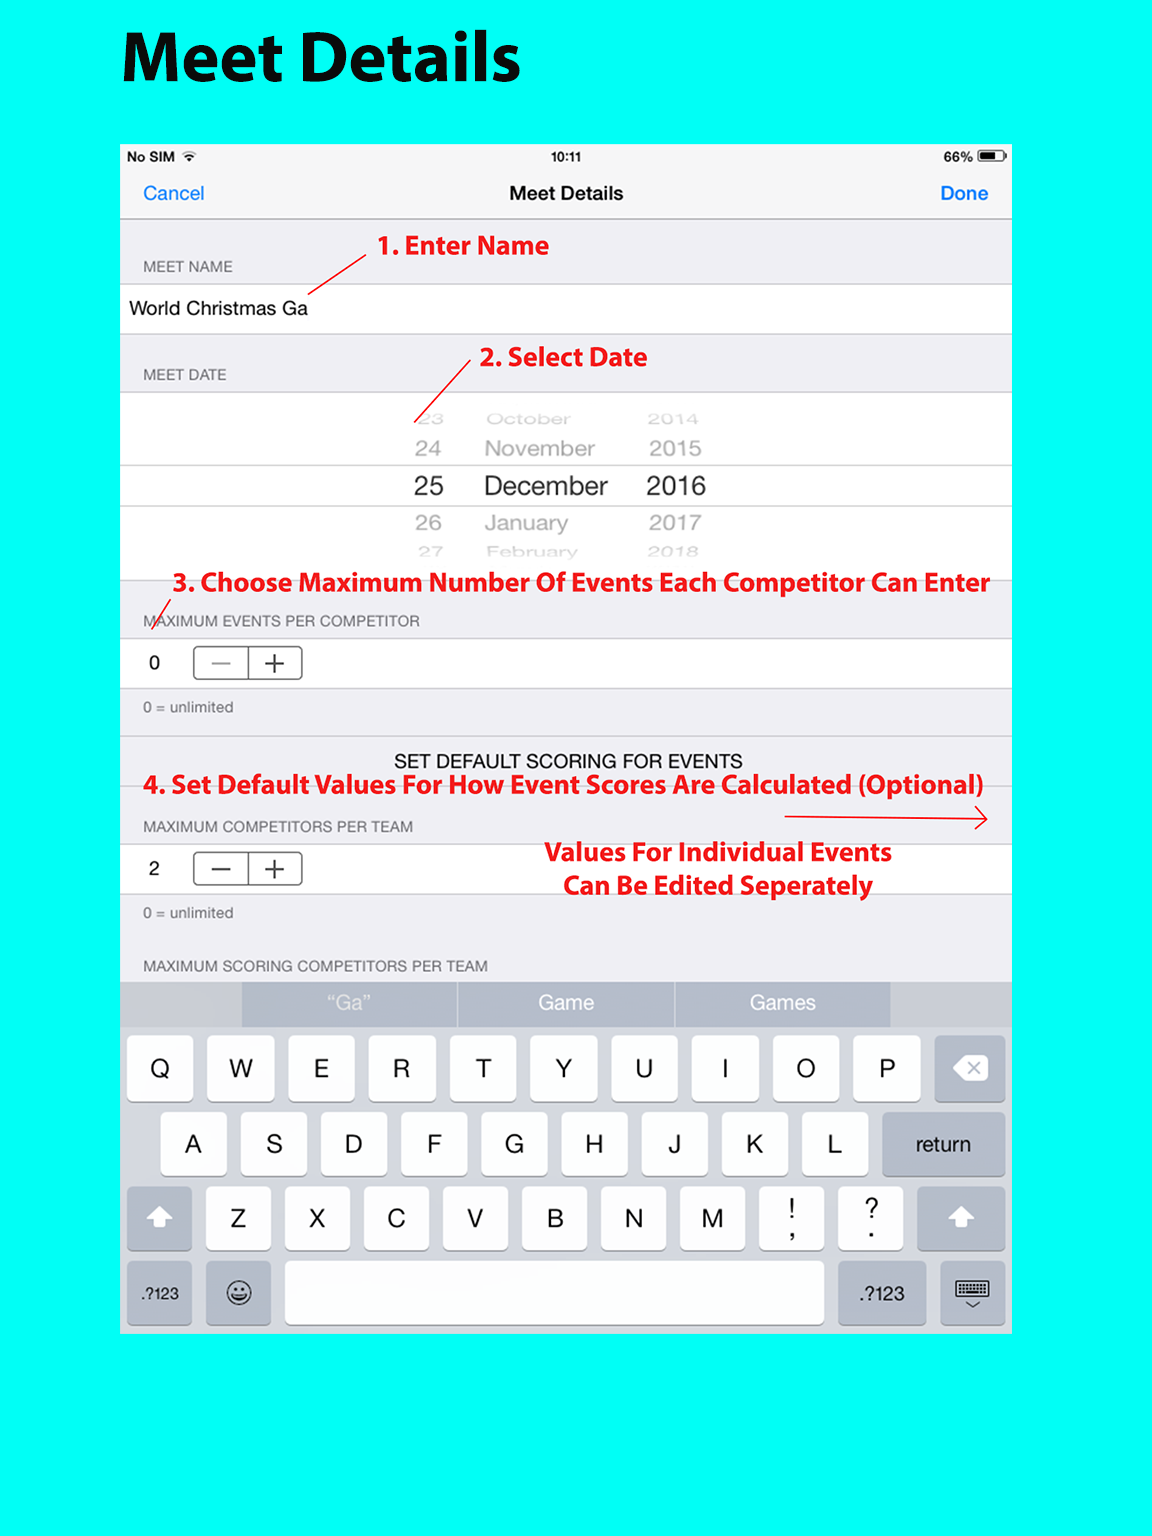 Meet Details
No SIM 10:11 66%
Cancel Meet Details Done
1. Enter Name
MEET NAME
World Christmas Ga
2. Select Date
MEET DATE
23 October 2014
24 November 2015
25 December 2016
26 January 2017
27 February 2018
3. Choose Maximum Number Of Events Each Competitor Can Enter
MAXIMUM EVENTS PER COMPETITOR
0 − +
0 = unlimited
SET DEFAULT SCORING FOR EVENTS
4. Set Default Values For How Event Scores Are Calculated (Optional)
MAXIMUM COMPETITORS PER TEAM
Values For Individual Events
2 − +
Can Be Edited Seperately
0 = unlimited
MAXIMUM SCORING COMPETITORS PER TEAM
“Ga” Game Games
Q W E R T Y U I O P
A S D F G H J K L return
Z X C V B N M ! , ? .
.?123 .?123